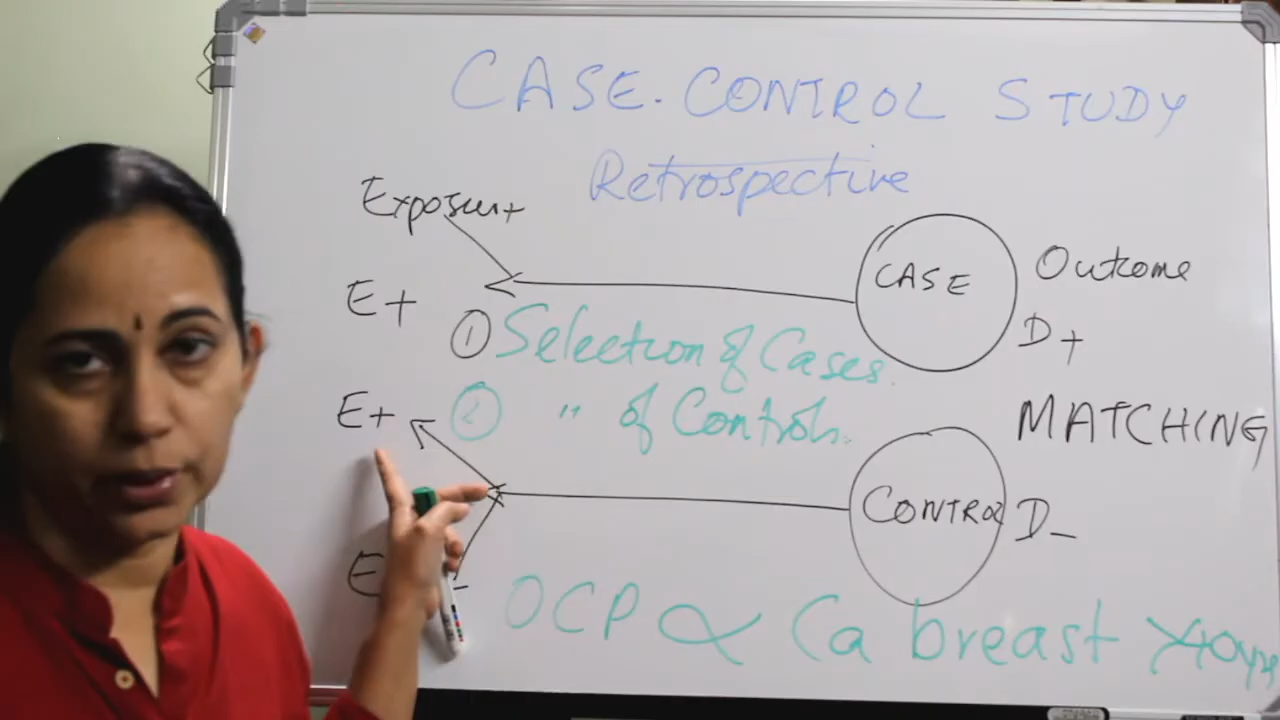 CASE-CONTROL STUDY
Retrospective
Exposure+
CASE
Outcome
E+
D+
① Selection of Cases.
② " of Controls.
E+
MATCHING
CONTROL
D-
E
OCP ∝ Ca breast